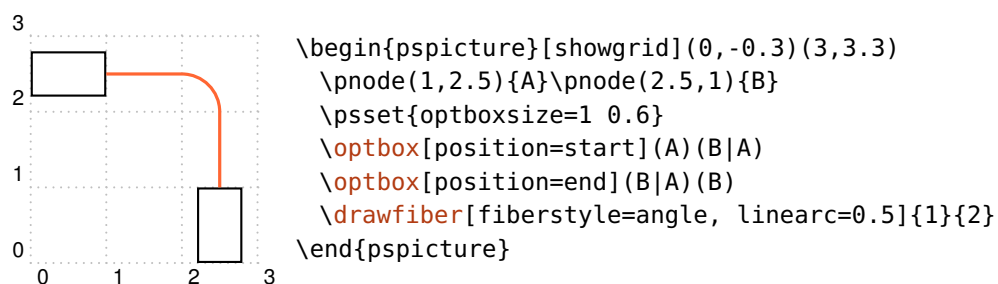 3
2
1
0
0 1 2 3
\begin{pspicture}[showgrid](0,-0.3)(3,3.3)
  \pnode(1,2.5){A}\pnode(2.5,1){B}
  \psset{optboxsize=1 0.6}
  \optbox[position=start](A)(B|A)
  \optbox[position=end](B|A)(B)
  \drawfiber[fiberstyle=angle, linearc=0.5]{1}{2}
\end{pspicture}